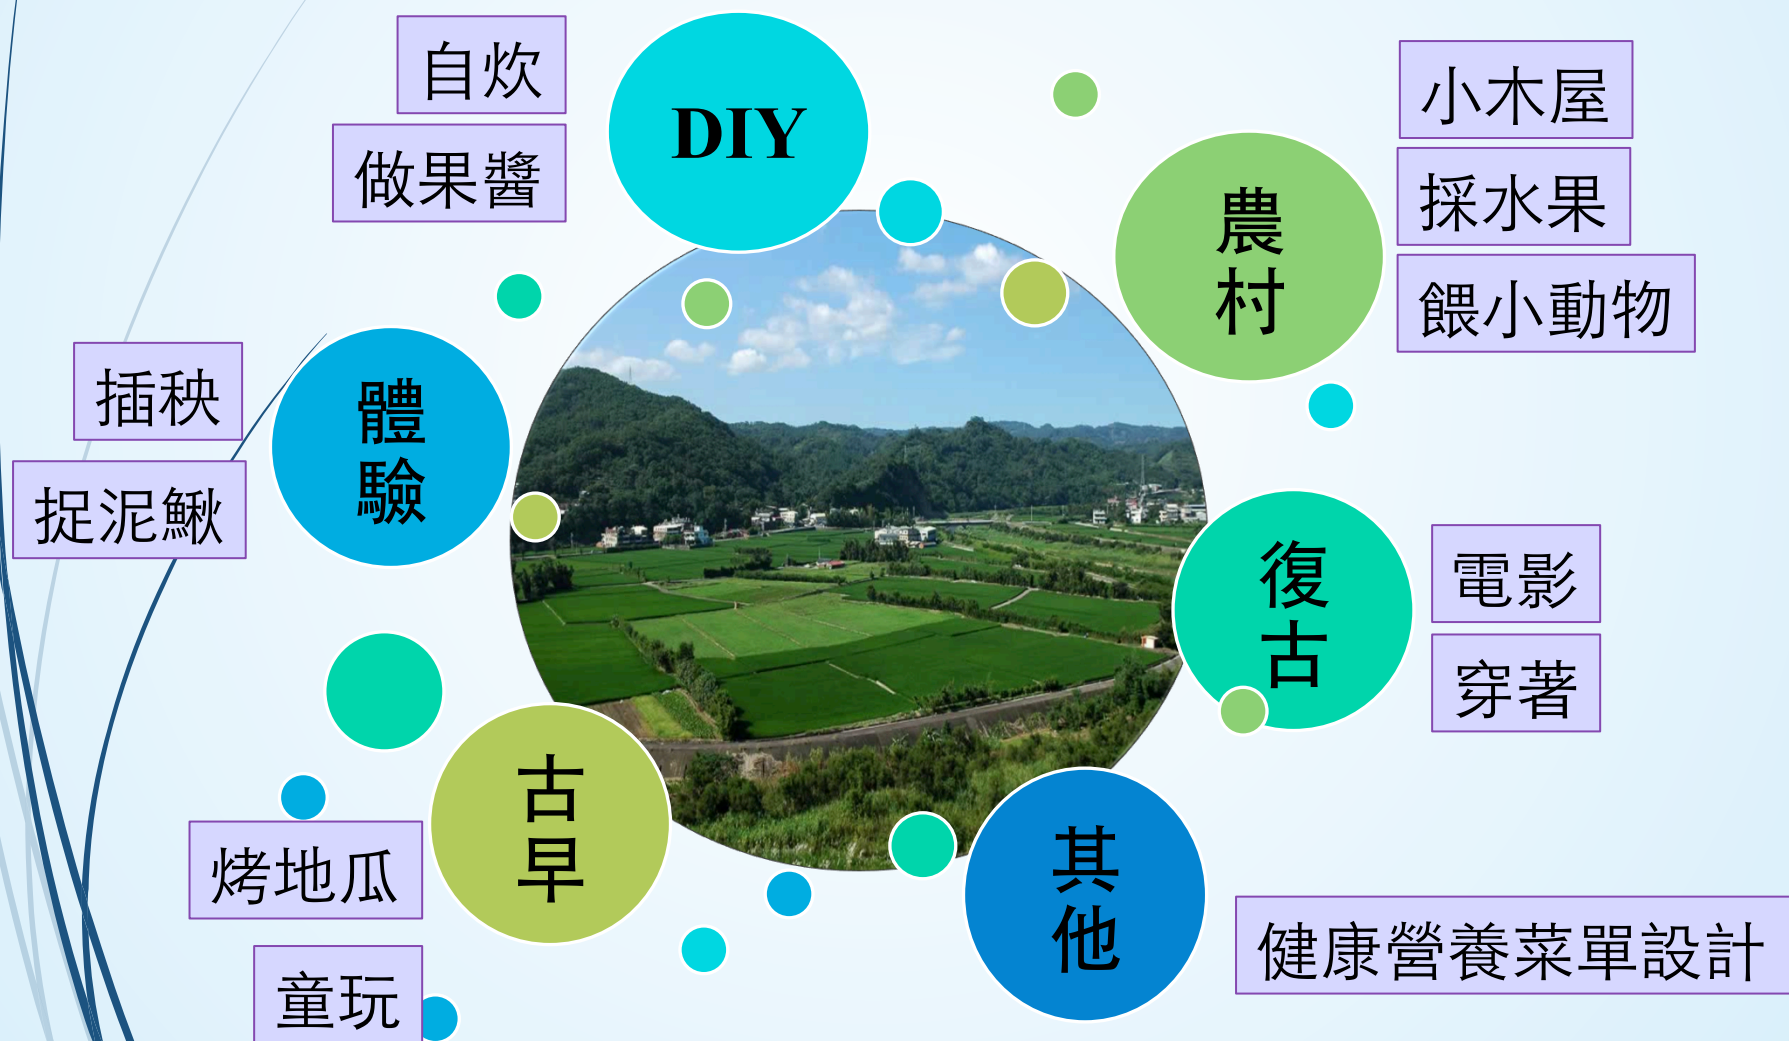 自炊
做果醬
DIY
小木屋
採水果
餵小動物
農村
插秧
捉泥鰍
體驗
復古
電影
穿著
古早
烤地瓜
童玩
其他
健康營養菜單設計